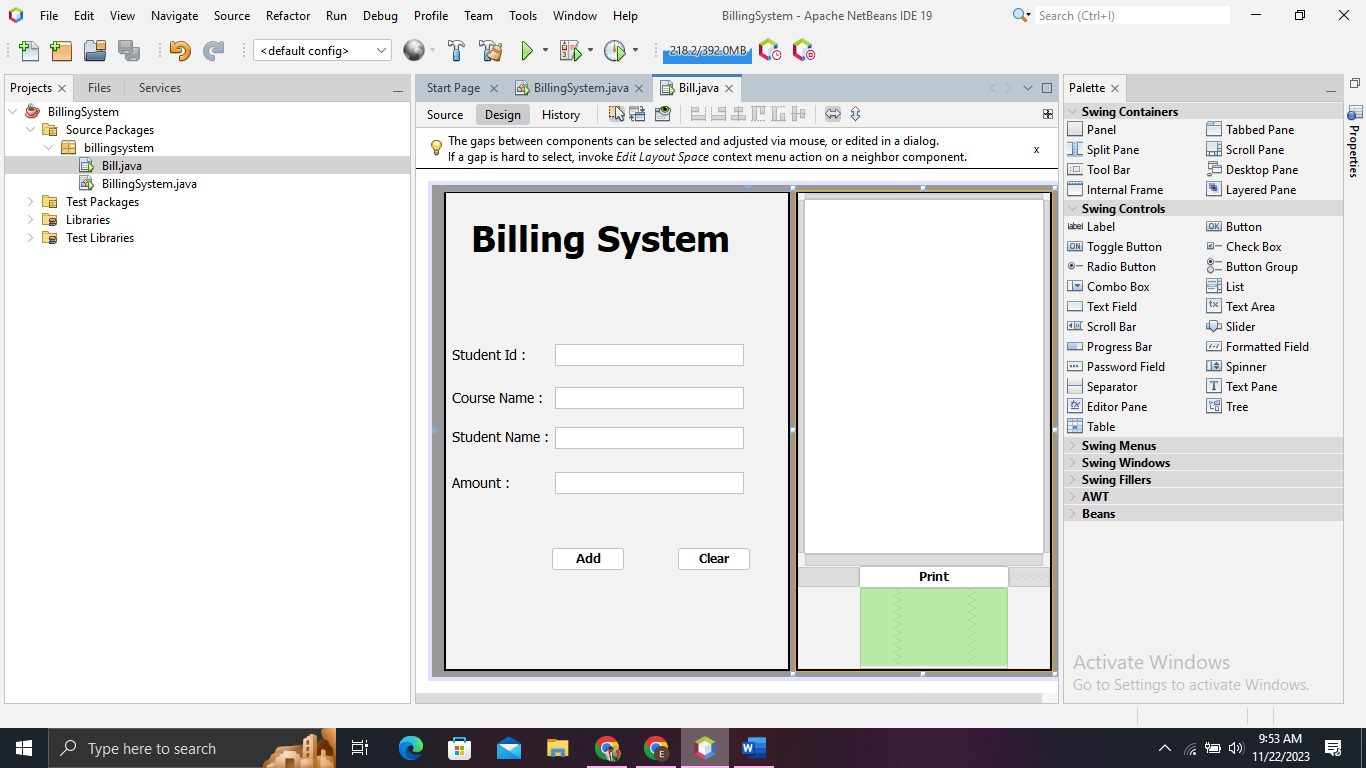 File Edit View Navigate Source Refactor Run Debug Profile Team Tools Window Help
BillingSystem - Apache NetBeans IDE 19
Search (Ctrl+I)
<default config>
218.2/392.0MB
Projects
Files
Services
BillingSystem
Source Packages
billingsystem
Bill.java
BillingSystem.java
Test Packages
Libraries
Test Libraries
Start Page
BillingSystem.java
Bill.java
Source
Design
History
The gaps between components can be selected and adjusted via mouse, or edited in a dialog.
If a gap is hard to select, invoke Edit Layout Space context menu action on a neighbor component.
x
Billing System
Student Id :
Course Name :
Student Name :
Amount :
Add
Clear
Print
Palette
Swing Containers
Panel
Tabbed Pane
Split Pane
Scroll Pane
Tool Bar
Desktop Pane
Internal Frame
Layered Pane
Swing Controls
label Label
OK Button
ON Toggle Button
Check Box
Radio Button
Button Group
Combo Box
List
Text Field
tx Text Area
Scroll Bar
Slider
Progress Bar
Formatted Field
Password Field
Spinner
Separator
T Text Pane
Editor Pane
Tree
Table
Swing Menus
Swing Windows
Swing Fillers
AWT
Beans
Properties
Activate Windows
Go to Settings to activate Windows.
Type here to search
E
W
9:53 AM
11/22/2023